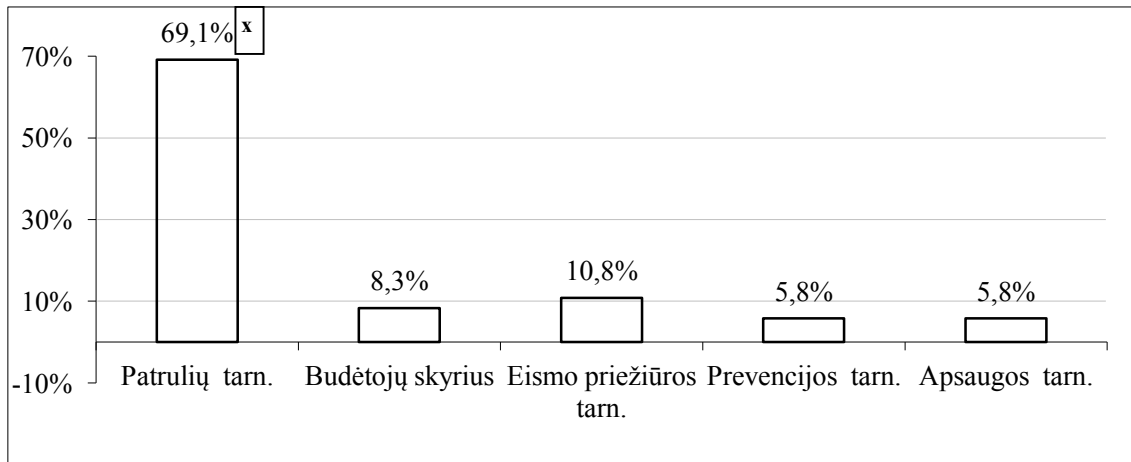 69,1% x
70%
50%
30%
10,8%
8,3%
5,8%
5,8%
10%
-10%
Patrulių tarn.
Budėtojų skyrius
Eismo priežiūros
tarn.
Prevencijos tarn.
Apsaugos tarn.